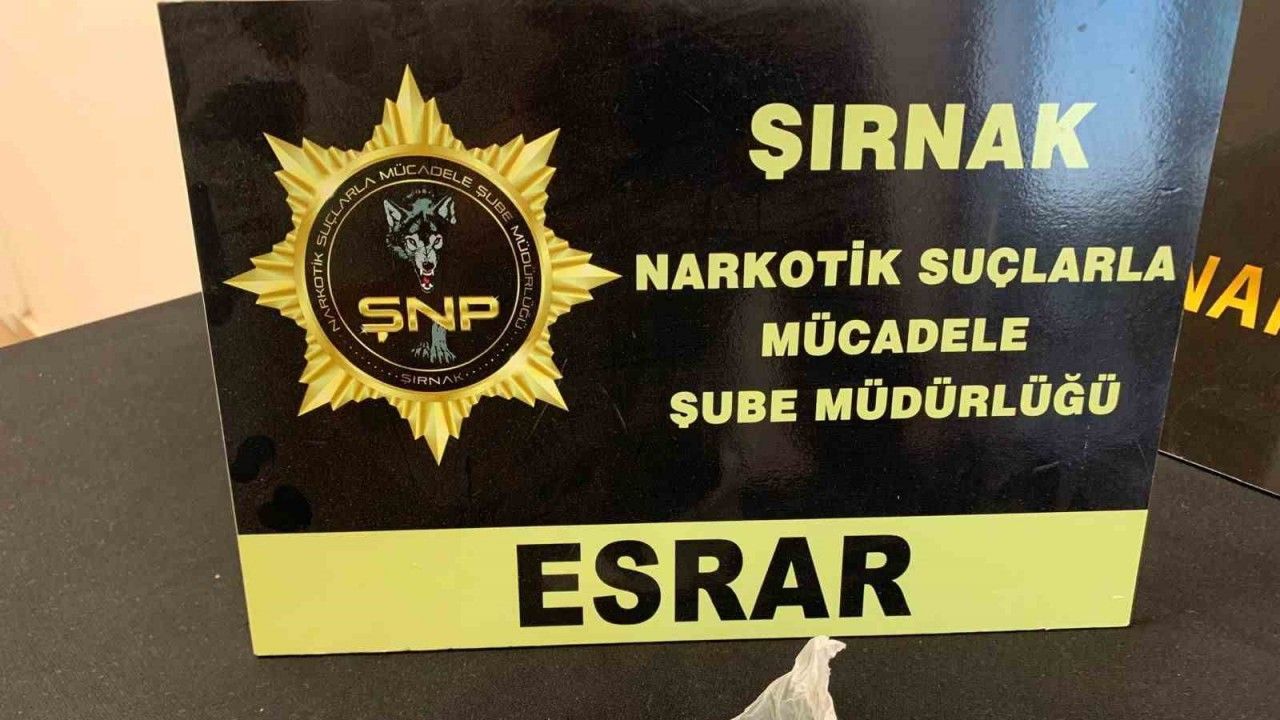 NARKOTİK SUÇLARLA MÜCADELE ŞUBE MÜDÜRLÜĞÜ
ŞNP
ŞIRNAK
ŞIRNAK
NARKOTİK SUÇLARLA
MÜCADELE
ŞUBE MÜDÜRLÜĞÜ
ESRAR